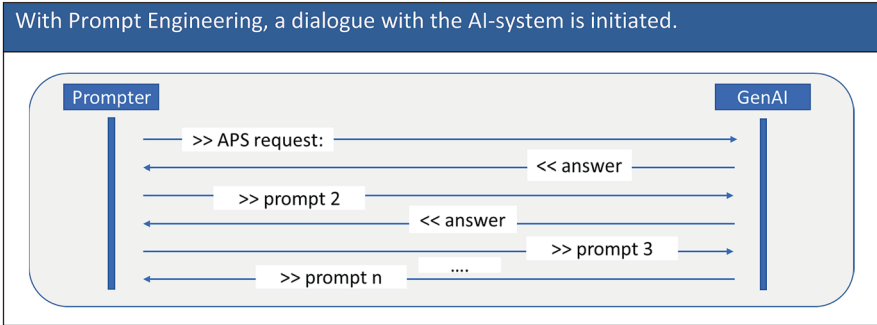 With Prompt Engineering, a dialogue with the AI-system is initiated.
Prompter
GenAI
>> APS request:
<< answer
>> prompt 2
<< answer
>> prompt 3
....
>> prompt n